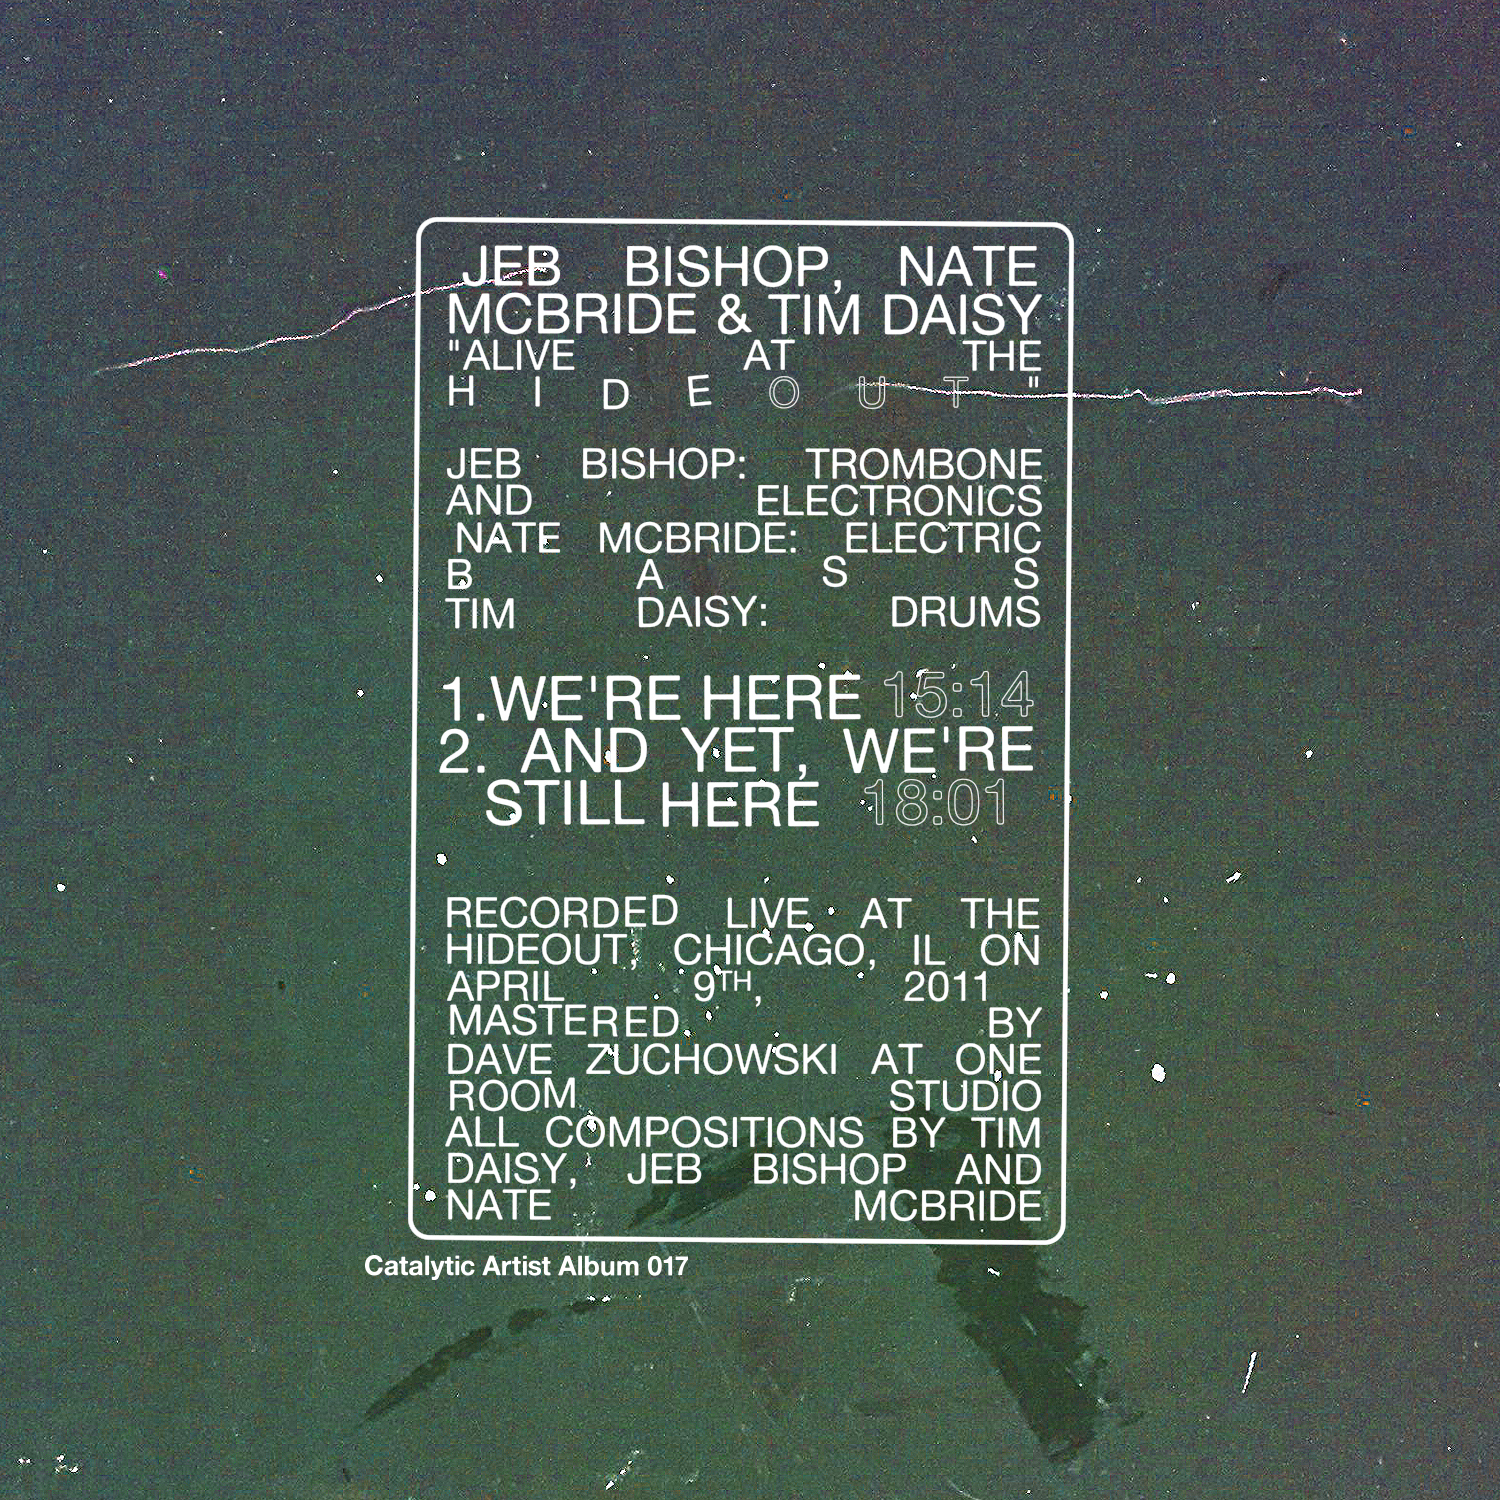 JEB BISHOP, NATE
MCBRIDE & TIM DAISY
"ALIVE AT THE
HIDEOUT"
JEB BISHOP: TROMBONE
AND ELECTRONICS
NATE MCBRIDE: ELECTRIC
BASS
TIM DAISY: DRUMS
1.WE'RE HERE 15:14
2. AND YET, WE'RE
STILL HERE 18:01
RECORDED LIVE AT THE
HIDEOUT, CHICAGO, IL ON
APRIL 9TH, 2011
MASTERED BY
DAVE ZUCHOWSKI AT ONE
ROOM STUDIO
ALL COMPOSITIONS BY TIM
DAISY, JEB BISHOP AND
NATE MCBRIDE
Catalytic Artist Album 017